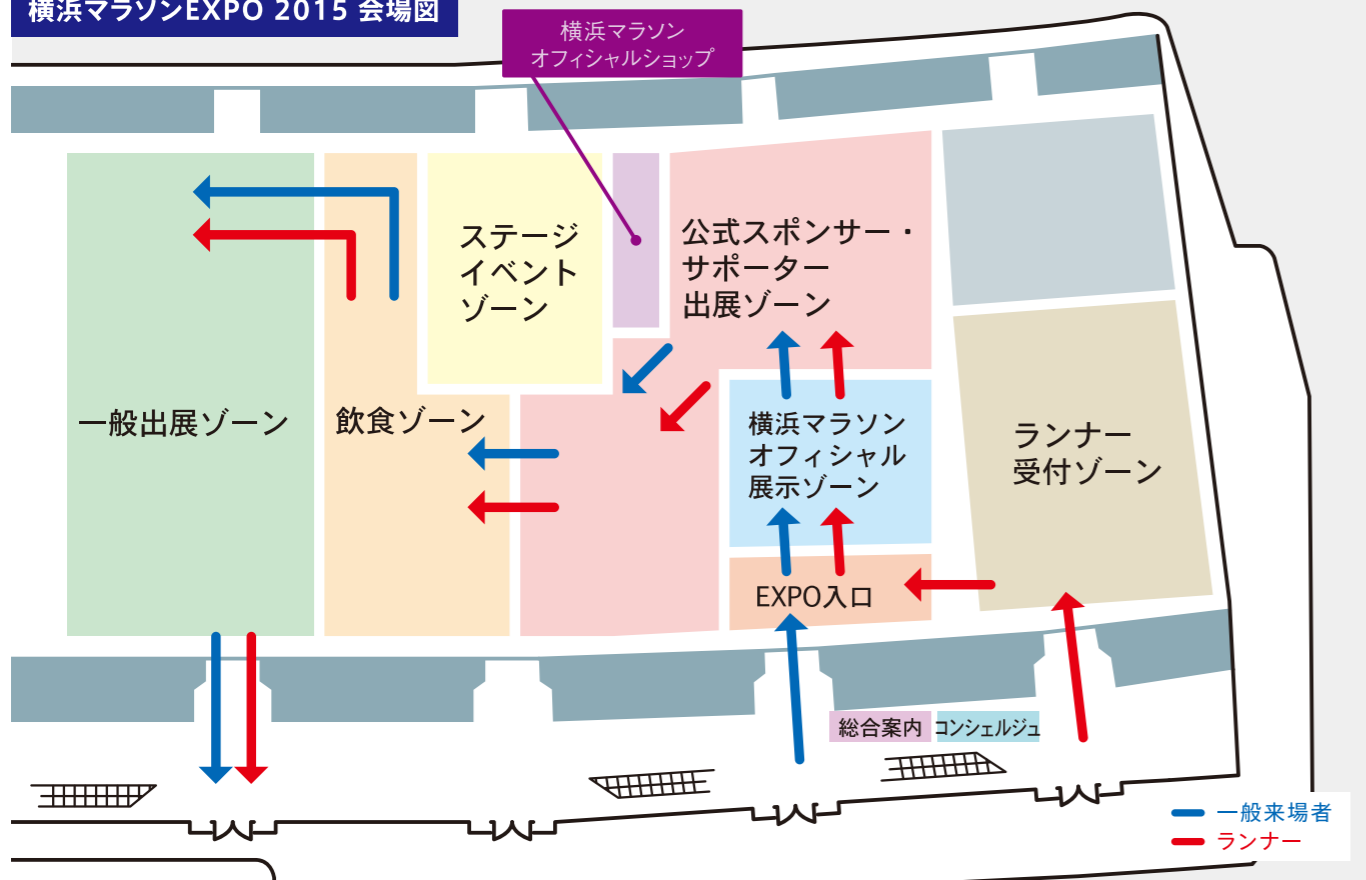 横浜マラソンEXPO 2015 会場図
横浜マラソン
オフィシャルショップ
ステージ
イベント
ゾーン
公式スポンサー・
サポーター
出展ゾーン
一般出展ゾーン
飲食ゾーン
横浜マラソン
オフィシャル
展示ゾーン
ランナー
受付ゾーン
EXPO入口
総合案内
コンシェルジュ
一般来場者
ランナー